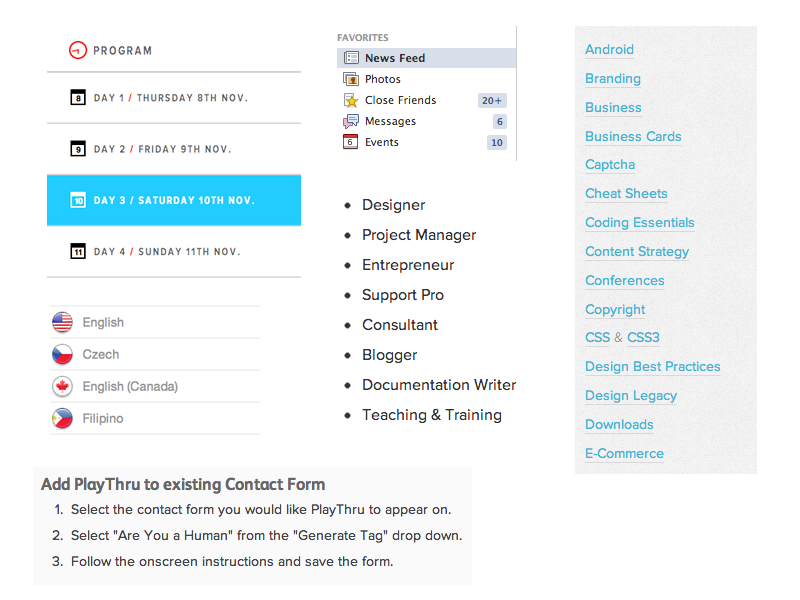 PROGRAM
8 DAY 1 / THURSDAY 8TH NOV.
9 DAY 2 / FRIDAY 9TH NOV.
10 DAY 3 / SATURDAY 10TH NOV.
11 DAY 4 / SUNDAY 11TH NOV.
English
Czech
English (Canada)
Filipino
FAVORITES
News Feed
Photos
Close Friends 20+
Messages 6
6 Events 10
• Designer
• Project Manager
• Entrepreneur
• Support Pro
• Consultant
• Blogger
• Documentation Writer
• Teaching & Training
Android
Branding
Business
Business Cards
Captcha
Cheat Sheets
Coding Essentials
Content Strategy
Conferences
Copyright
CSS & CSS3
Design Best Practices
Design Legacy
Downloads
E-Commerce
Add PlayThru to existing Contact Form
1. Select the contact form you would like PlayThru to appear on.
2. Select "Are You a Human" from the "Generate Tag" drop down.
3. Follow the onscreen instructions and save the form.